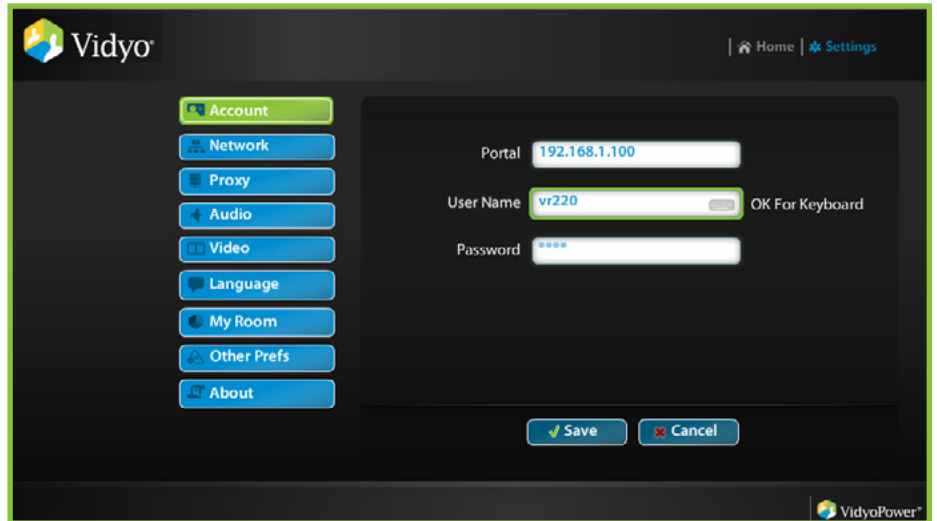 Vidyo®
Home | Settings
Account
Network
Proxy
Audio
Video
Language
My Room
Other Prefs
About
Portal 192.168.1.100
User Name vr220 OK For Keyboard
Password ****
Save Cancel
VidyoPower™